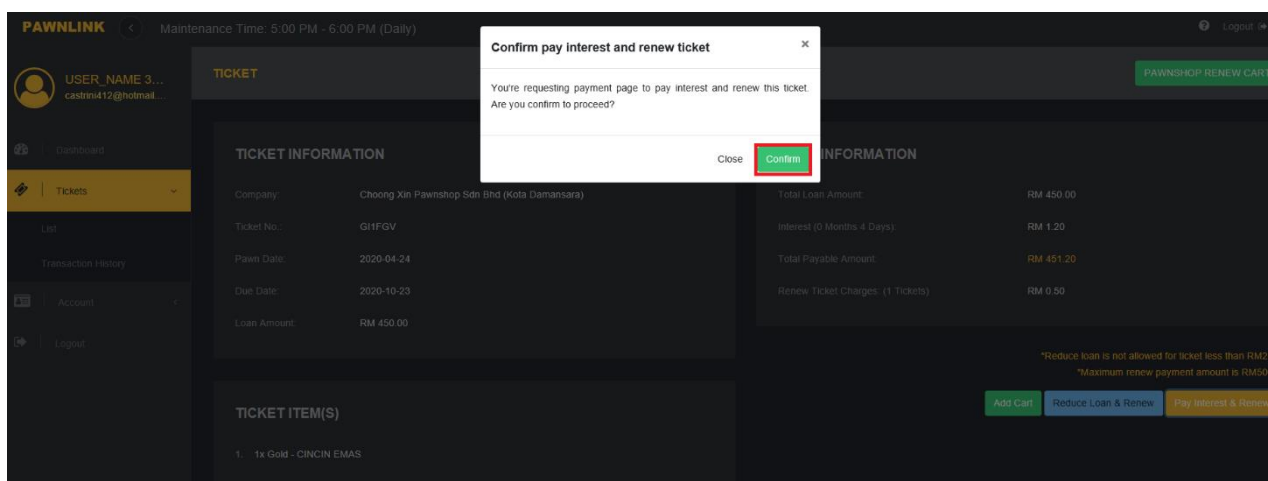 PAWNLINK
Maintenance Time: 5:00 PM - 6:00 PM (Daily)
Logout
USER_NAME 3...
castrini412@hotmail...
TICKET
PAWNSHOP RENEW CART
Confirm pay interest and renew ticket
×
You're requesting payment page to pay interest and renew this ticket.
Are you confirm to proceed?
Close
Confirm
Dashboard
Tickets
List
Transaction History
Account
Logout
TICKET INFORMATION
Company: Choong Xin Pawnshop Sdn Bhd (Kota Damansara)
Ticket No.: GI1FGV
Pawn Date: 2020-04-24
Due Date: 2020-10-23
Loan Amount: RM 450.00
INFORMATION
Total Loan Amount: RM 450.00
Interest (0 Months 4 Days): RM 1.20
Total Payable Amount: RM 451.20
Renew Ticket Charges: (1 Tickets) RM 0.50
*Reduce loan is not allowed for ticket less than RM2
*Maximum renew payment amount is RM50
Add Cart
Reduce Loan & Renew
Pay Interest & Renew
TICKET ITEM(S)
1. 1x Gold - CINCIN EMAS